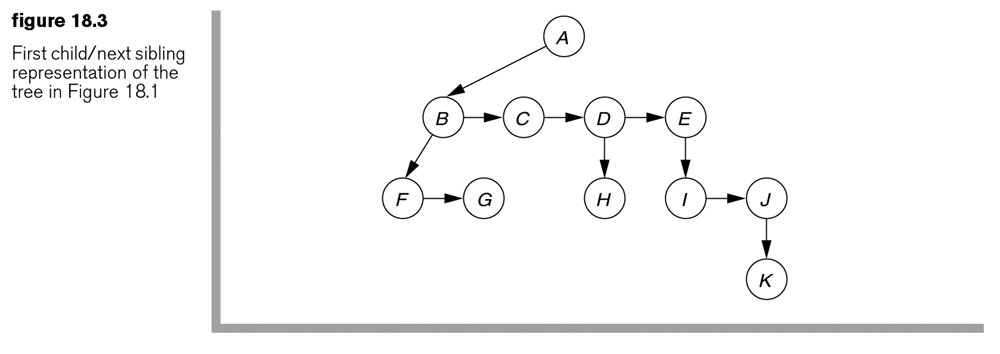 figure 18.3
First child/next sibling
representation of the
tree in Figure 18.1
A
B C D E
F G H I J
K